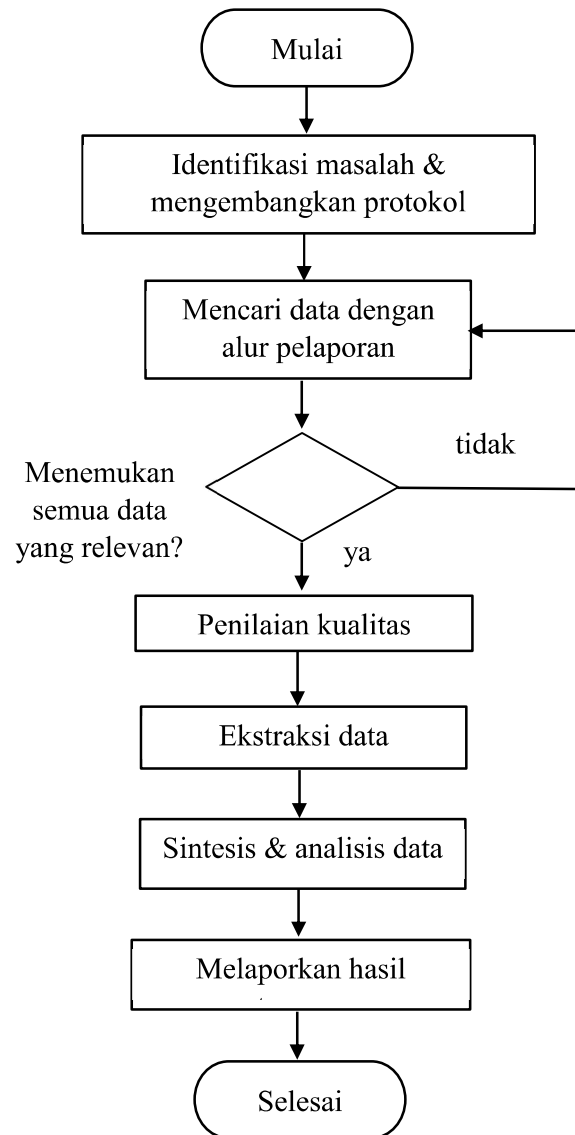 Mulai
Identifikasi masalah &
mengembangkan protokol
Mencari data dengan
alur pelaporan
tidak
Menemukan
semua data
yang relevan?
ya
Penilaian kualitas
Ekstraksi data
Sintesis & analisis data
Melaporkan hasil
Selesai